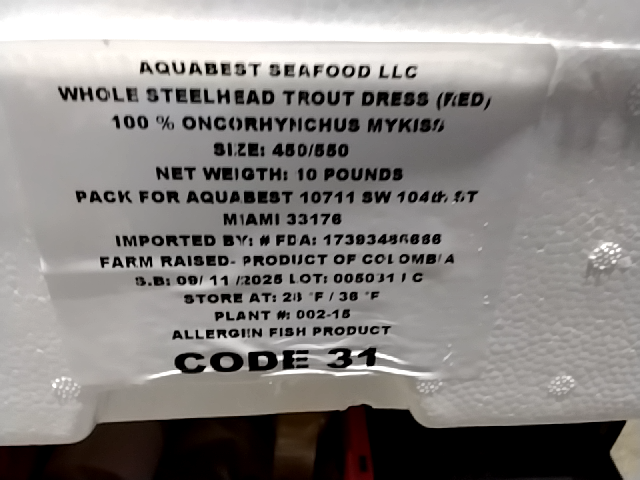 AQUABEST SEAFOOD LLC
WHOLE STEELHEAD TROUT DRESS (RED)
100 % ONCORHYNCHUS MYKISS
SIZE: 450/550
NET WEIGTH: 10 POUNDS
PACK FOR AQUABEST 10711 SW 104th ST
MIAMI 33176
IMPORTED BY: # FDA:
FARM RAISED- PRODUCT OF COLOMBIA
S.B: 09/ 11 /2025 LOT:
STORE AT: / 36 °F
PLANT #: 002-15
ALLERGEN FISH PRODUCT
CODE 31